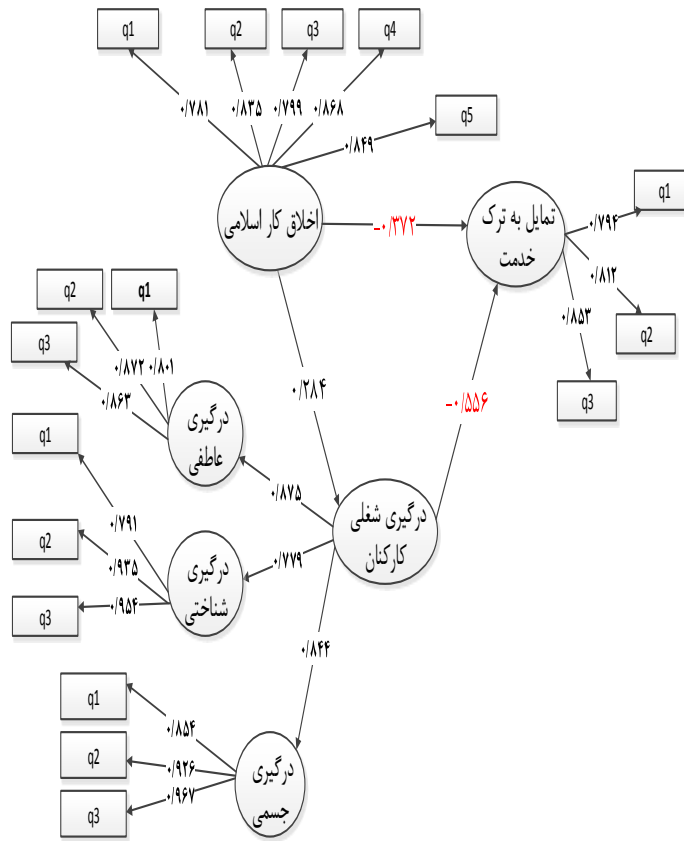 q1
q2
q3
q4
q5
۰/۷۸۱
۰/۸۳۵
۰/۷۹۹
۰/۸۶۸
۰/۸۴۹
اخلاق کار اسلامی
-۰/۳۷۲
تمایل به ترک
خدمت
q1
۰/۷۹۴
۰/۸۱۲
۰/۸۵۳
q2
q3
q2
q1
q3
۰/۸۷۲
۰/۸۰۱
۰/۸۶۳
درگیری
عاطفی
۰/۲۸۴
-۰/۵۵۶
q1
۰/۸۷۵
۰/۷۹۱
درگیری شغلی
کارکنان
q2
۰/۹۳۵
درگیری
شناختی
۰/۷۷۹
q3
۰/۹۵۴
۰/۸۴۴
q1
۰/۸۵۴
q2
۰/۹۲۶
q3
۰/۹۶۷
درگیری
جسمی